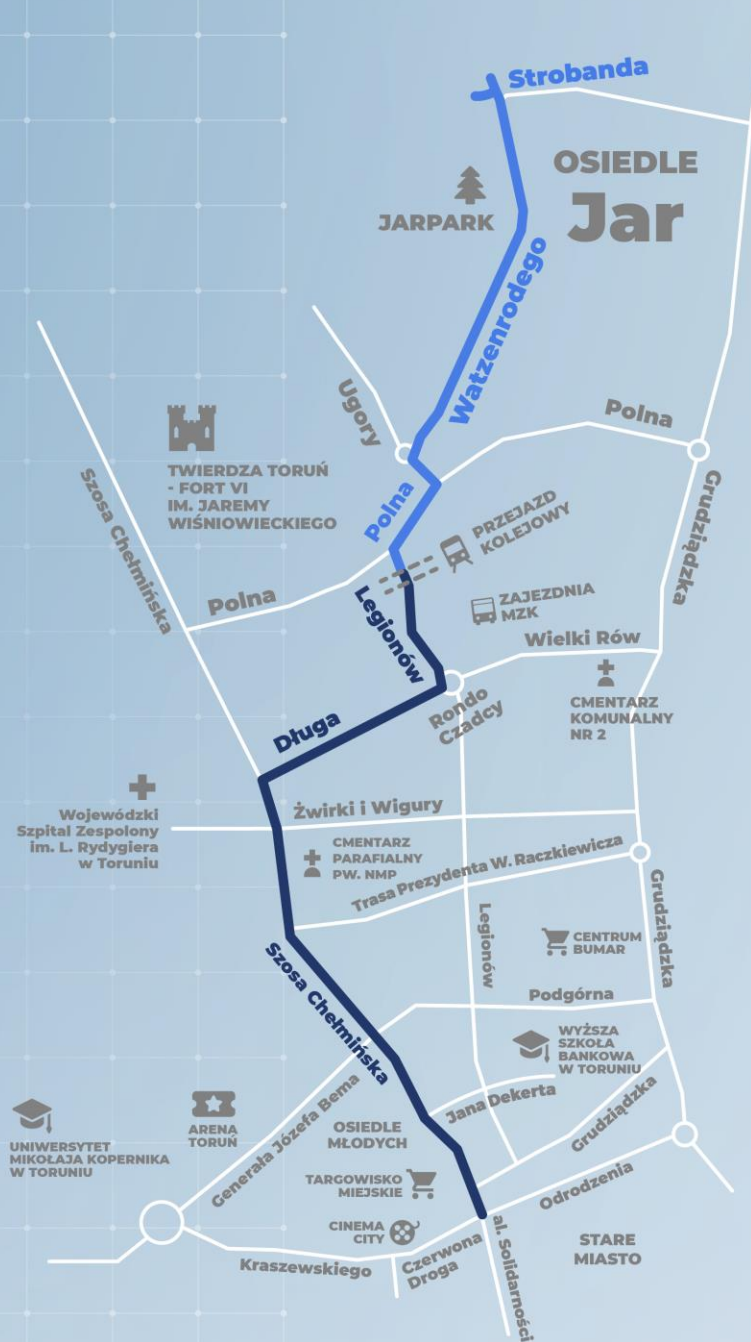 Strobanda
OSIEDLE
Jar
JARPARK
Watzenrodego
Ugory
Polna
TWIERDZA TORUŃ
- FORT VI
IM. JAREMY
WIŚNIOWIECKIEGO
Szosa Chełmińska
Polna
PRZEJAZD
KOLEJOWY
Grudziądzka
Polna
Legionów
ZAJEZDNIA
MZK
Wielki Rów
Rondo
Czadcy
CMENTARZ
KOMUNALNY
NR 2
Długa
Wojewódzki
Szpital Zespolony
im. L. Rydygiera
w Toruniu
Żwirki i Wigury
CMENTARZ
PARAFIALNY
PW. NMP
Trasa Prezydenta W. Raczkiewicza
Legionów
Grudziądzka
CENTRUM
BUMAR
Szosa Chełmińska
Podgórna
WYŻSZA
SZKOŁA
BANKOWA
W TORUNIU
Jana Dekerta
Grudziądzka
Generała Józefa Bema
ARENA
TORUŃ
OSIEDLE
MŁODYCH
UNIWERSYTET
MIKOŁAJA KOPERNIKA
W TORUNIU
TARGOWISKO
MIEJSKIE
Odrodzenia
CINEMA
CITY
Kraszewskiego
Czerwona
Droga
al. Solidarności
STARE
MIASTO